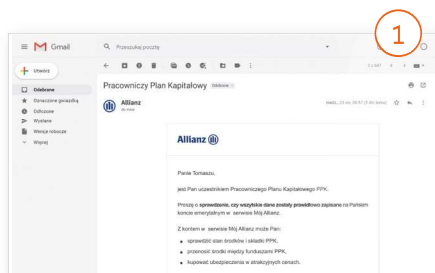 1
Gmail
Przeszukaj pocztę
Utwórz
Odebrane
Oznaczone gwiazdką
Odłożone
Wysłane
Wersje robocze
Więcej
Pracowniczy Plan Kapitałowy
Allianz
do mnie
Allianz
Panie Tomaszu,
jest Pan uczestnikiem Pracowniczego Planu Kapitałowego PPK.
Proszę o sprawdzenie, czy wszystkie dane zostały prawidłowo zapisane na Pańskim
koncie emerytalnym w serwisie Mój Allianz.
Z kontem w serwisie Mój Allianz może Pan:
sprawdzić stan środków i składki PPK,
przenosić środki między funduszami PPK,
kupować ubezpieczenia w atrakcyjnych cenach.